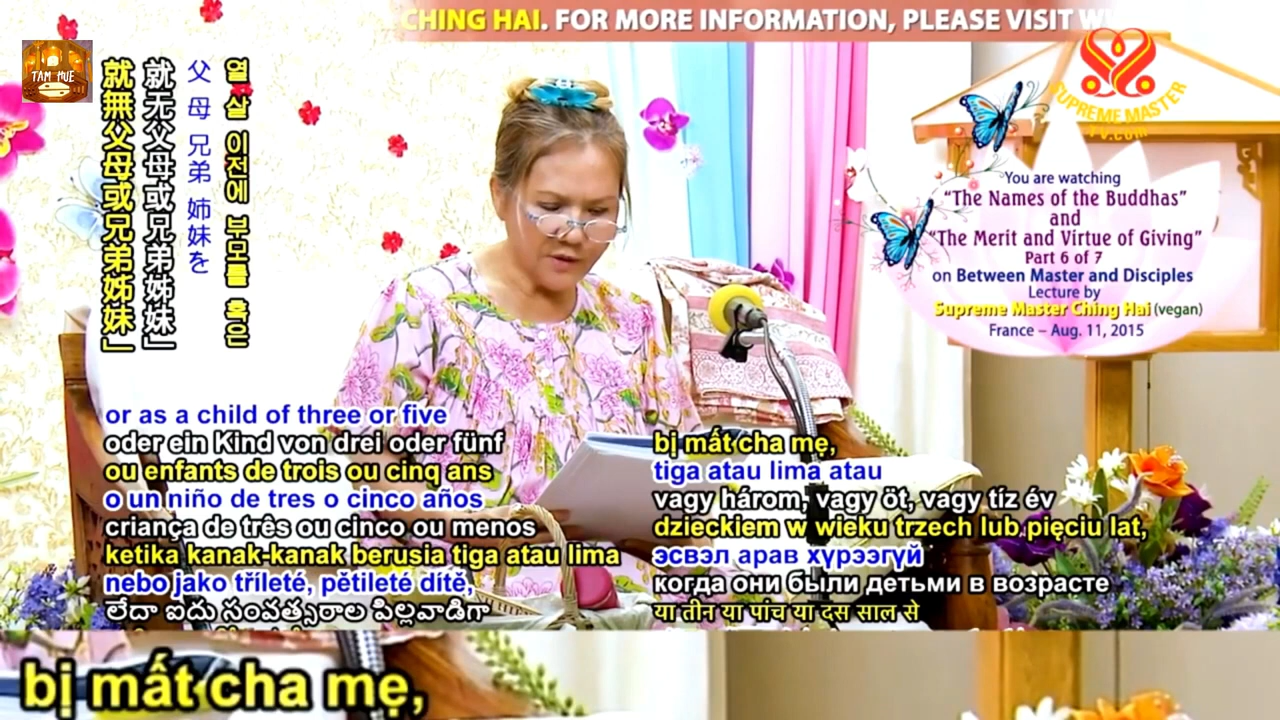 CHING HAI. FOR MORE INFORMATION, PLEASE VISIT
TAM HUE
열 살 이전에 부모를 혹은
父母兄弟姉妹を
就无父母或兄弟姊妹」
就無父母或兄弟姊妹」
SUPREME MASTER
TV.COM
You are watching
“The Names of the Buddhas”
and
“The Merit and Virtue of Giving”
Part 6 of 7
on Between Master and Disciples
Lecture by
Supreme Master Ching Hai (vegan)
France – Aug. 11, 2015
or as a child of three or five
oder ein Kind von drei oder fünf
ou enfants de trois ou cinq ans
o un niño de tres o cinco años
criança de três ou cinco ou menos
ketika kanak-kanak berusia tiga atau lima
nebo jako tříleté, pětileté dítě,
లేదా ఐదు సంవత్సరాల పిల్లవాడిగా
bị mất cha mẹ,
tiga atau lima atau
vagy három, vagy öt, vagy tíz év
dzieckiem w wieku trzech lub pięciu lat,
эсвэл арав хүрээгүй
когда они были детьми в возрасте
या तीन या पांच या दस साल से
bị mất cha mẹ,